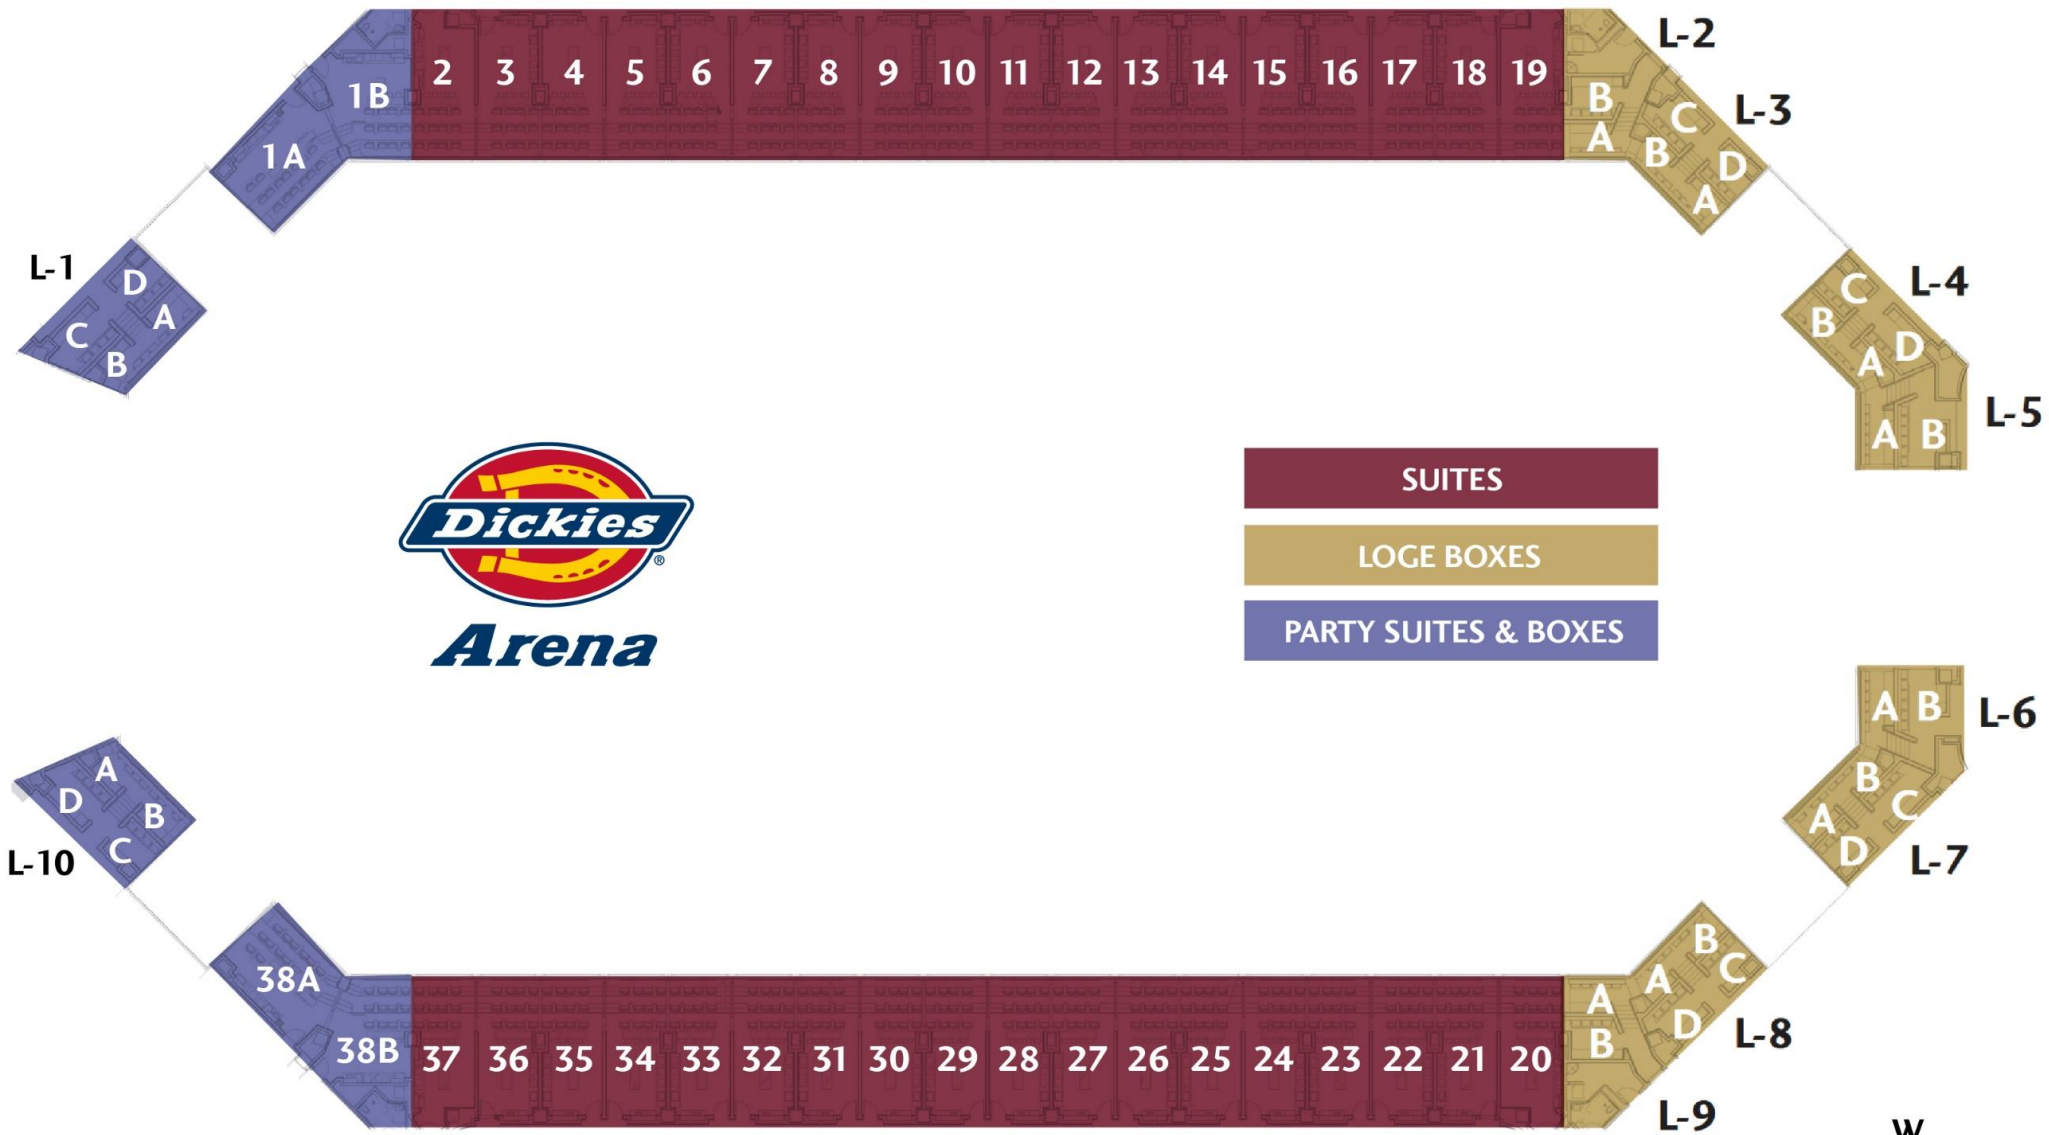 L-2
1B 2 3 4 5 6 7 8 9 10 11 12 13 14 15 16 17 18 19
B
C
L-3
A
B
D
A
1A
L-1
D
A
C
B
C
L-4
B
D
A
L-5
A B
Dickies
®
Arena
SUITES
LOGE BOXES
PARTY SUITES & BOXES
A B
L-6
B
C
A
D
L-7
A
D
B
C
L-10
38A
38B 37 36 35 34 33 32 31 30 29 28 27 26 25 24 23 22 21 20
B
C
A
D
L-8
A
B
L-9
W